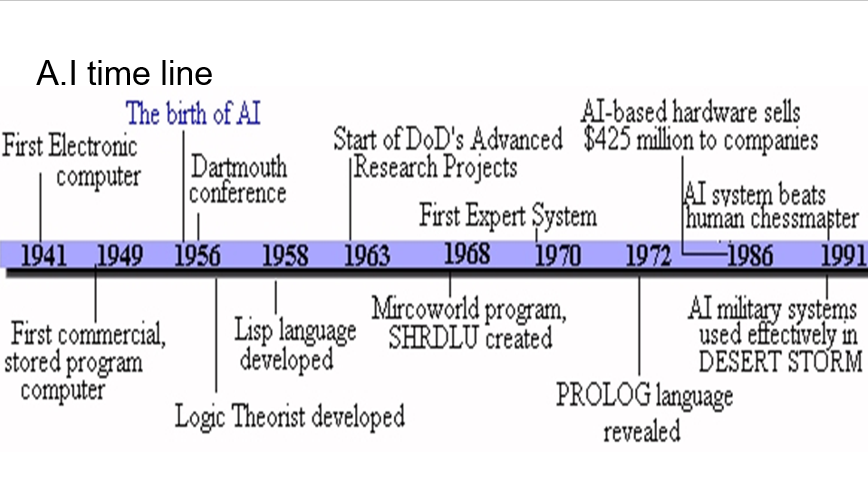 A.I time line
The birth of AI
First Electronic
computer
Dartmouth
conference
Start of DoD's Advanced
Research Projects
First Expert System
AI-based hardware sells
$425 million to companies
AI system beats
human chessmaster
1941 1949 1956 1958 1963 1968 1970 1972 1986 1991
First commercial,
stored program
computer
Logic Theorist developed
Lisp language
developed
Mircoworld program,
SHRDLU created
PROLOG language
revealed
AI military systems
used effectively in
DESERT STORM